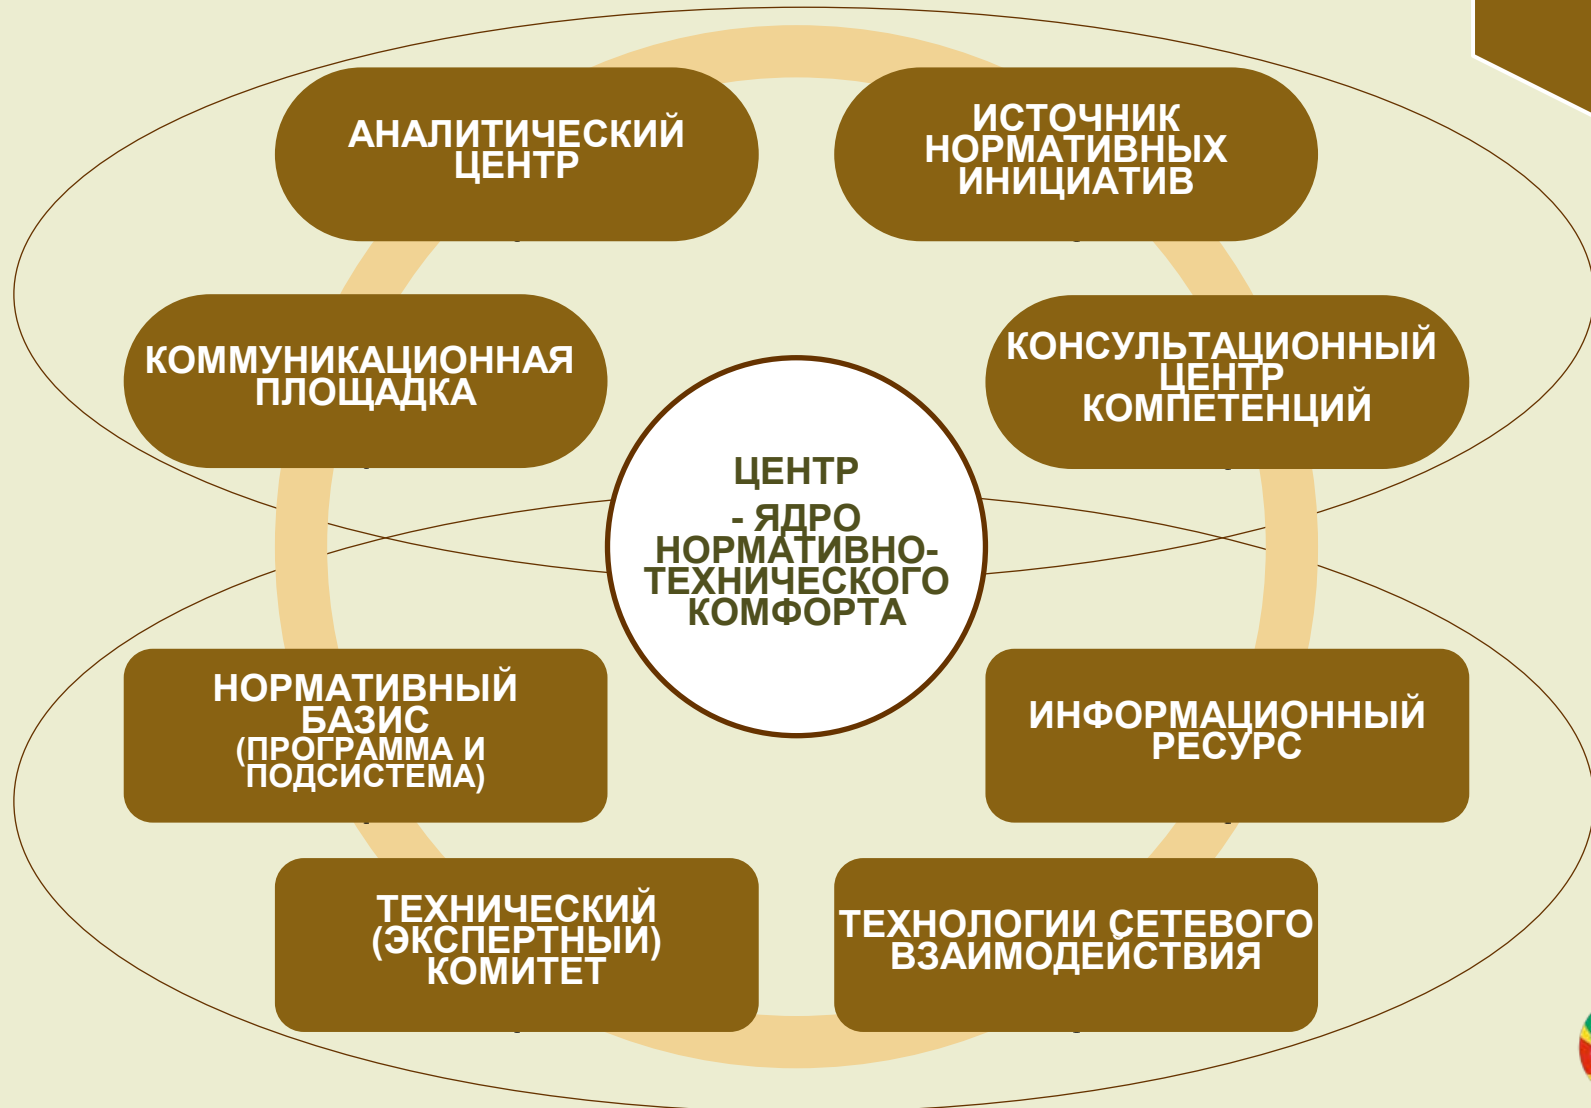 АНАЛИТИЧЕСКИЙ
ЦЕНТР
ИСТОЧНИК
НОРМАТИВНЫХ
ИНИЦИАТИВ
КОММУНИКАЦИОННАЯ
ПЛОЩАДКА
КОНСУЛЬТАЦИОННЫЙ
ЦЕНТР
КОМПЕТЕНЦИЙ
ЦЕНТР
- ЯДРО
НОРМАТИВНО-
ТЕХНИЧЕСКОГО
КОМФОРТА
НОРМАТИВНЫЙ
БАЗИС
(ПРОГРАММА И
ПОДСИСТЕМА)
ИНФОРМАЦИОННЫЙ
РЕСУРС
ТЕХНИЧЕСКИЙ
(ЭКСПЕРТНЫЙ)
КОМИТЕТ
ТЕХНОЛОГИИ СЕТЕВОГО
ВЗАИМОДЕЙСТВИЯ